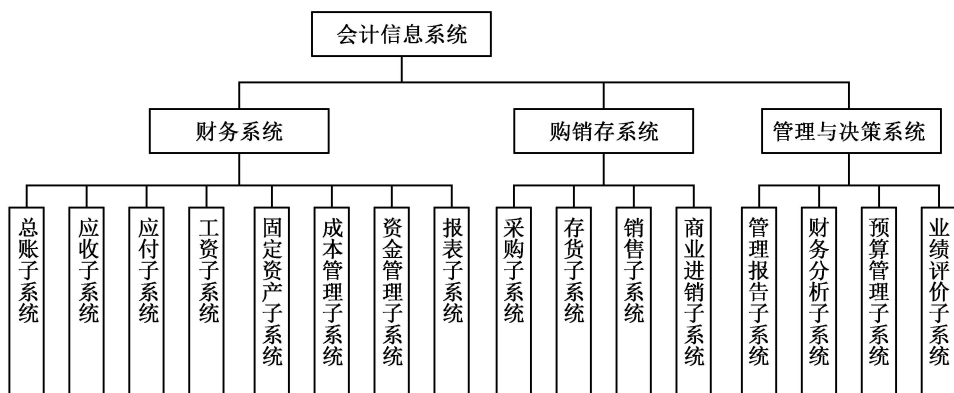 会计信息系统
财务系统
购销存系统
管理与决策系统
总账子系统
应收子系统
应付子系统
工资子系统
固定资产子系统
成本管理子系统
资金管理子系统
报表子系统
采购子系统
存货子系统
销售子系统
商业进销子系统
管理报告子系统
财务分析子系统
预算管理子系统
业绩评价子系统